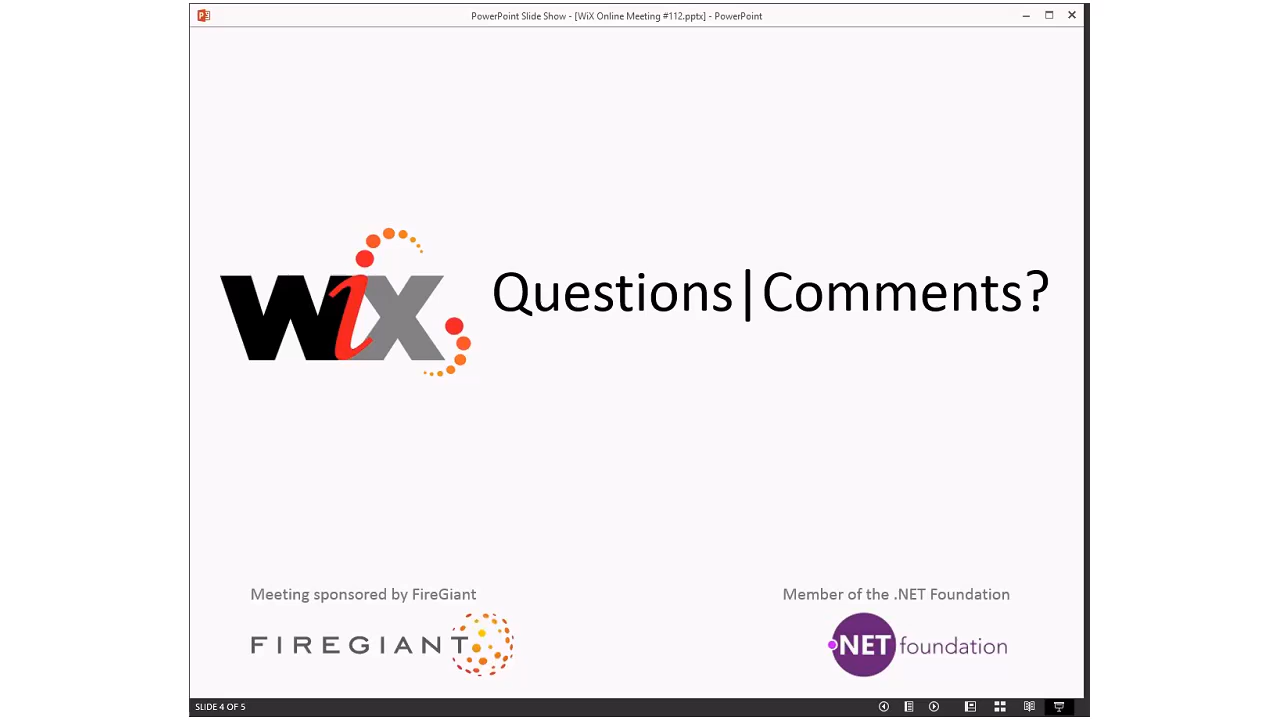 PowerPoint Slide Show - [WiX Online Meeting #112.pptx] - PowerPoint
WiX
Questions|Comments?
Meeting sponsored by FireGiant
Member of the .NET Foundation
FIREGIANT
.NET foundation
SLIDE 4 OF 5